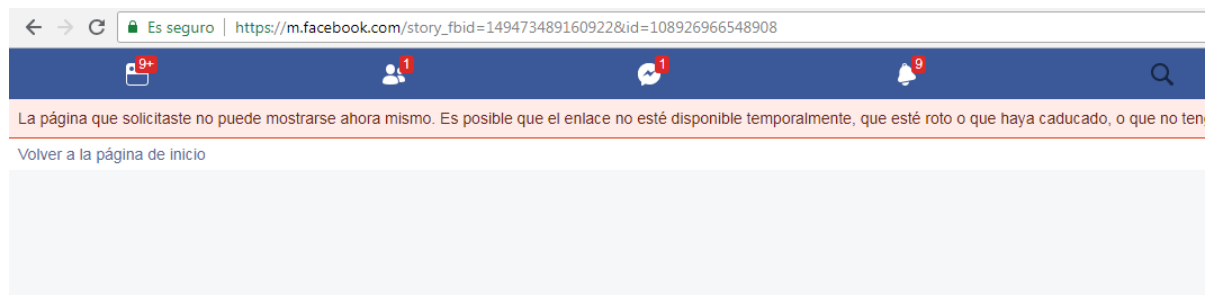 Es seguro | https://m.facebook.com/story_fbid=149473489160922&id=108926966548908
9+ 1 1 9
La página que solicitaste no puede mostrarse ahora mismo. Es posible que el enlace no esté disponible temporalmente, que esté roto o que haya caducado, o que no ten
Volver a la página de inicio